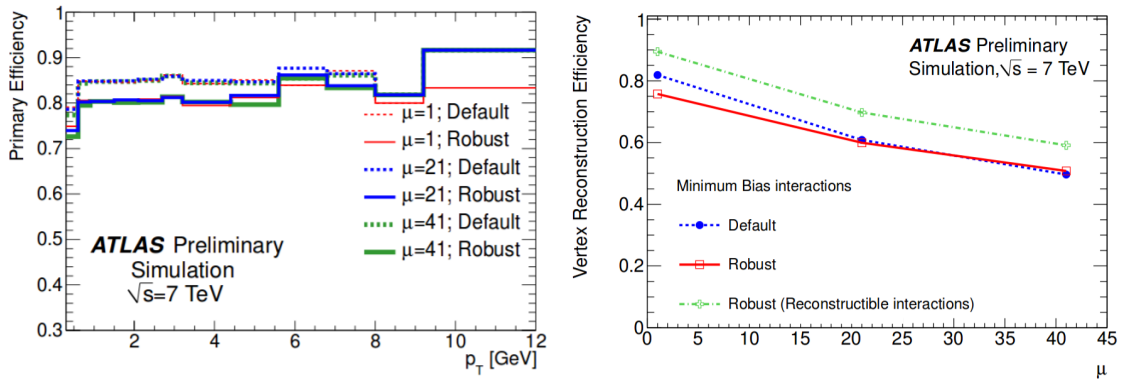 Primary Efficiency
1
0.9
0.8
0.7
0.6
0.5
0.4
0.3
μ=1; Default
μ=1; Robust
μ=21; Default
μ=21; Robust
μ=41; Default
μ=41; Robust
ATLAS Preliminary
Simulation
√s=7 TeV
2 4 6 8 10 12
pT [GeV]
Vertex Reconstruction Efficiency
1
0.8
0.6
0.4
0.2
0
ATLAS Preliminary
Simulation,√s = 7 TeV
Minimum Bias interactions
Default
Robust
Robust (Reconstructible interactions)
0 5 10 15 20 25 30 35 40 45
μ